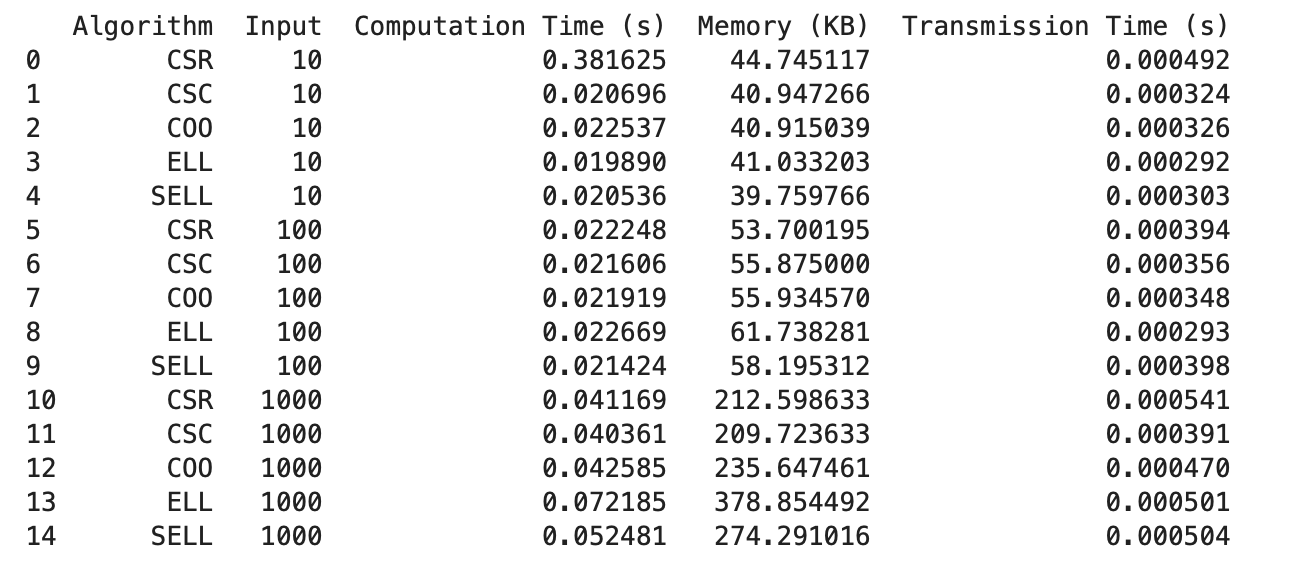 Algorithm Input Computation Time (s) Memory (KB) Transmission Time (s)
0 CSR 10 0.381625 44.745117 0.000492
1 CSC 10 0.020696 40.947266 0.000324
2 COO 10 0.022537 40.915039 0.000326
3 ELL 10 0.019890 41.033203 0.000292
4 SELL 10 0.020536 39.759766 0.000303
5 CSR 100 0.022248 53.700195 0.000394
6 CSC 100 0.021606 55.875000 0.000356
7 COO 100 0.021919 55.934570 0.000348
8 ELL 100 0.022669 61.738281 0.000293
9 SELL 100 0.021424 58.195312 0.000398
10 CSR 1000 0.041169 212.598633 0.000541
11 CSC 1000 0.040361 209.723633 0.000391
12 COO 1000 0.042585 235.647461 0.000470
13 ELL 1000 0.072185 378.854492 0.000501
14 SELL 1000 0.052481 274.291016 0.000504